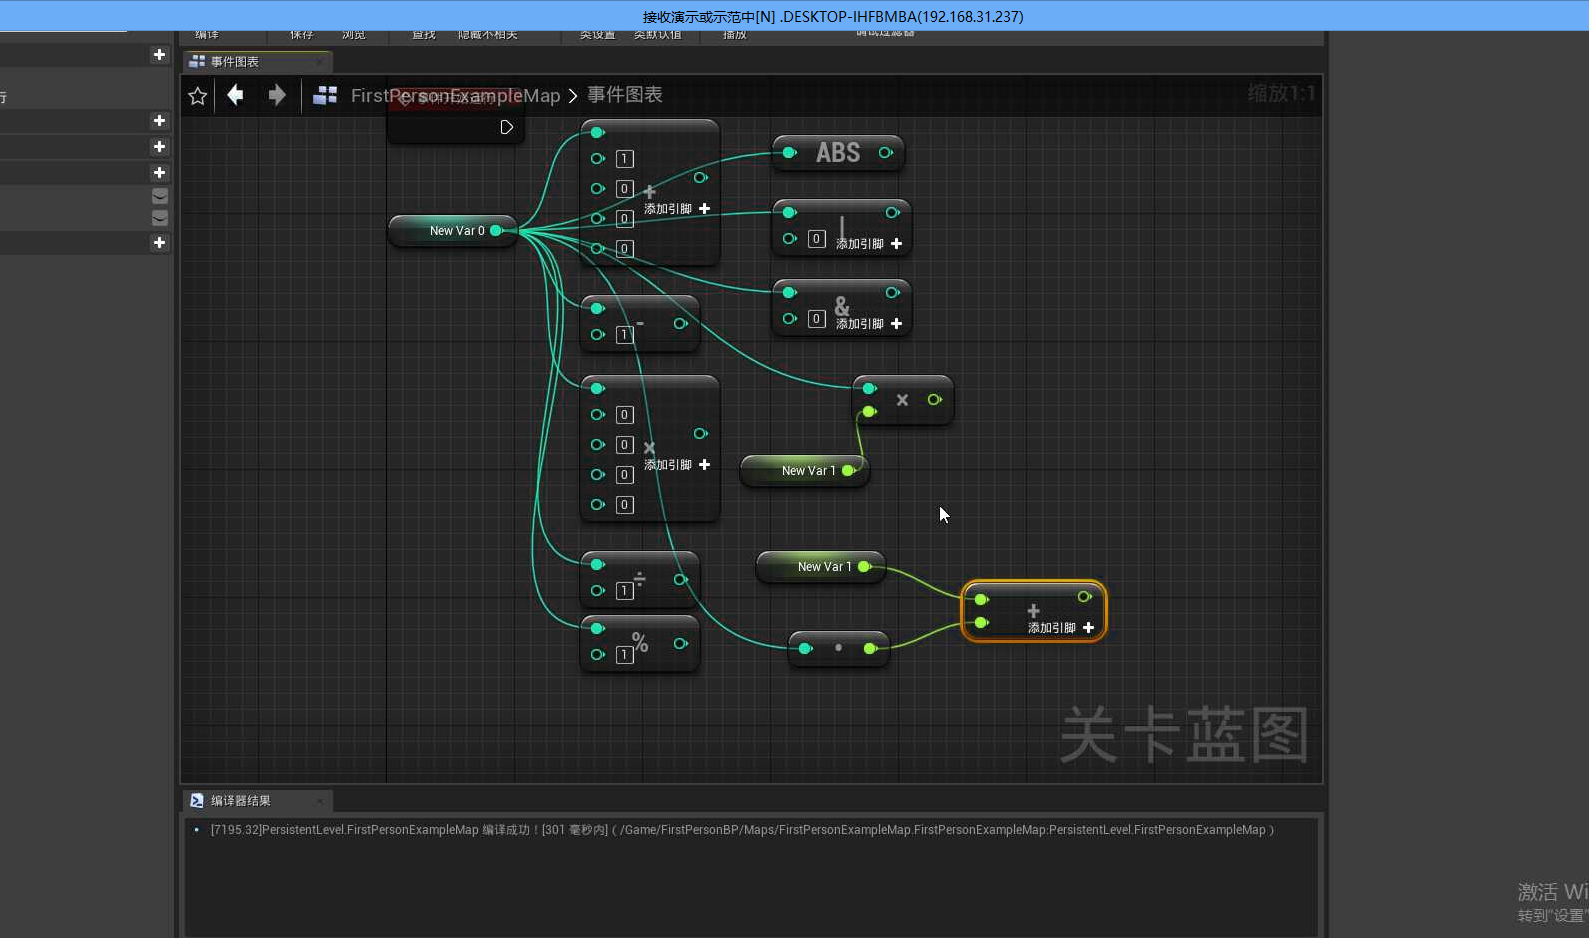 接收演示或示范中[N] .DESKTOP-IHFBMBA(192.168.31.237)
编译 保存 浏览 查找 隐藏不相关 类设置 类默认值 播放 调试过滤器
事件图表
行
FirstPersonExampleMap > 事件图表
缩放1:1
ABS
1
0
+
添加引脚
0
0
New Var 0
|
0
添加引脚
&
0
添加引脚
-
1
×
0
0
×
添加引脚
0
0
New Var 1
New Var 1
÷
1
+
添加引脚
%
1
关卡蓝图
编译器结果
[7195.32]PersistentLevel.FirstPersonExampleMap 编译成功！[301 毫秒内] ( /Game/FirstPersonBP/Maps/FirstPersonExampleMap.FirstPersonExampleMap:PersistentLevel.FirstPersonExampleMap )
激活 Wi
转到"设置"